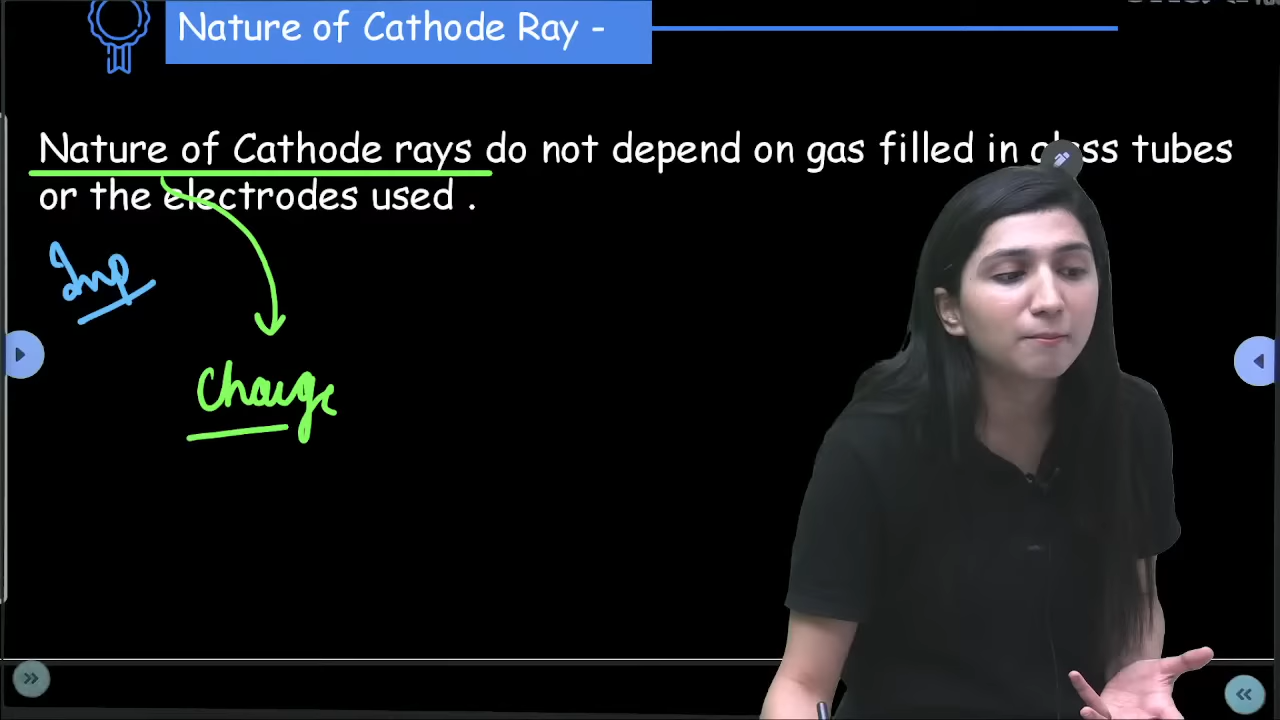 Nature of Cathode Ray -
Nature of Cathode rays do not depend on gas filled in glass tubes
or the electrodes used .
Imp
Charge